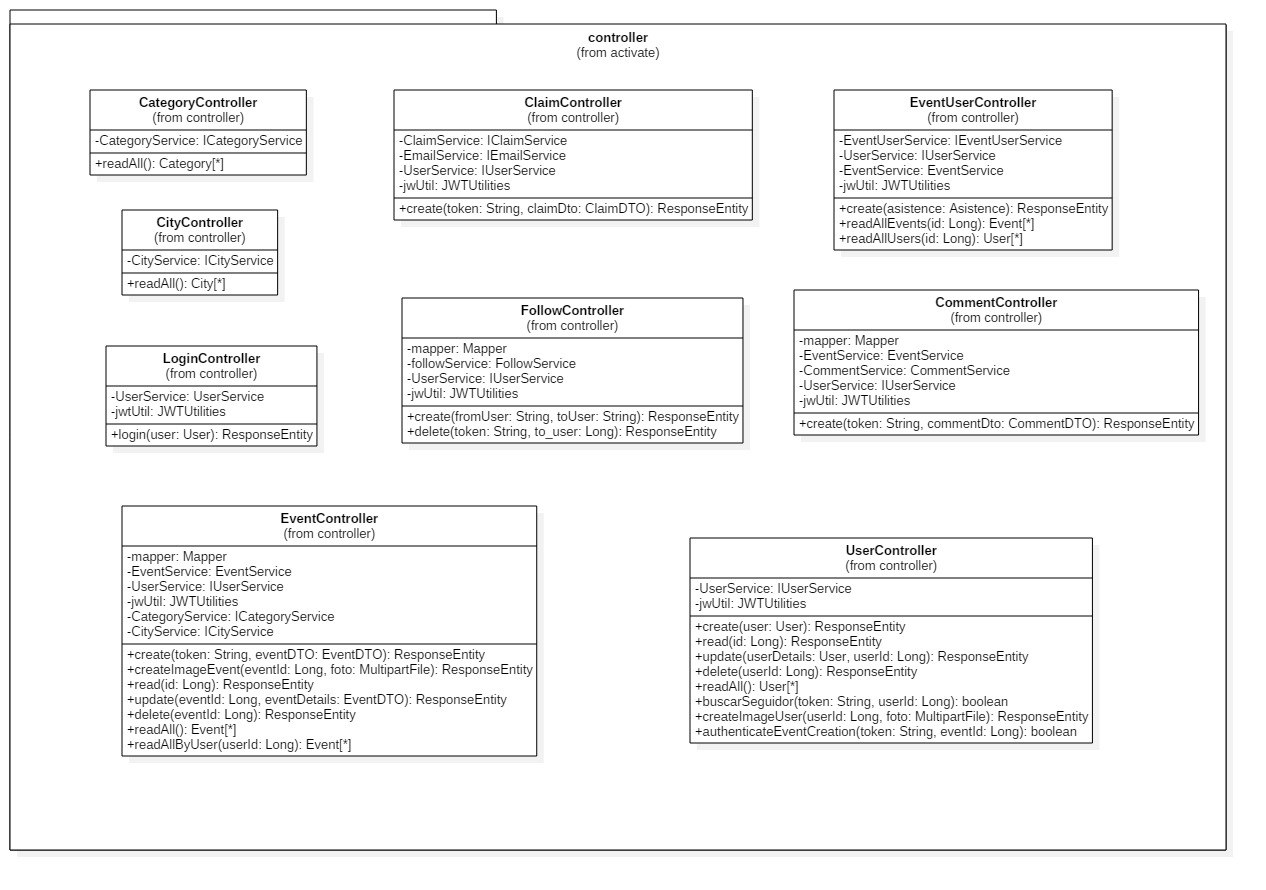 controller
(from activate)
CategoryController
(from controller)
-CategoryService: ICategoryService
+readAll(): Category[*]
ClaimController
(from controller)
-ClaimService: IClaimService
-EmailService: IEmailService
-UserService: IUserService
-jwUtil: JWTUtilities
+create(token: String, claimDto: ClaimDTO): ResponseEntity
EventUserController
(from controller)
-EventUserService: IEventUserService
-UserService: IUserService
-EventService: EventService
-jwUtil: JWTUtilities
+create(asistence: Asistence): ResponseEntity
+readAllEvents(id: Long): Event[*]
+readAllUsers(id: Long): User[*]
CityController
(from controller)
-CityService: ICityService
+readAll(): City[*]
FollowController
(from controller)
-mapper: Mapper
-followService: FollowService
-UserService: IUserService
-jwUtil: JWTUtilities
+create(fromUser: String, toUser: String): ResponseEntity
+delete(token: String, to_user: Long): ResponseEntity
CommentController
(from controller)
-mapper: Mapper
-EventService: EventService
-CommentService: CommentService
-UserService: IUserService
-jwUtil: JWTUtilities
+create(token: String, commentDto: CommentDTO): ResponseEntity
LoginController
(from controller)
-UserService: UserService
-jwtUtil: JWTUtilities
+login(user: User): ResponseEntity
EventController
(from controller)
-mapper: Mapper
-EventService: EventService
-UserService: IUserService
-jwUtil: JWTUtilities
-CategoryService: ICategoryService
-CityService: ICityService
+create(token: String, eventDTO: EventDTO): ResponseEntity
+createImageEvent(eventId: Long, foto: MultipartFile): ResponseEntity
+read(id: Long): ResponseEntity
+update(eventId: Long, eventDetails: EventDTO): ResponseEntity
+delete(eventId: Long): ResponseEntity
+readAll(): Event[*]
+readAllByUser(userId: Long): Event[*]
UserController
(from controller)
-UserService: IUserService
-jwUtil: JWTUtilities
+create(user: User): ResponseEntity
+read(id: Long): ResponseEntity
+update(userDetails: User, userId: Long): ResponseEntity
+delete(userId: Long): ResponseEntity
+readAll(): User[*]
+buscarSeguidor(token: String, userId: Long): boolean
+createImageUser(userId: Long, foto: MultipartFile): ResponseEntity
+authenticateEventCreation(token: String, eventId: Long): boolean